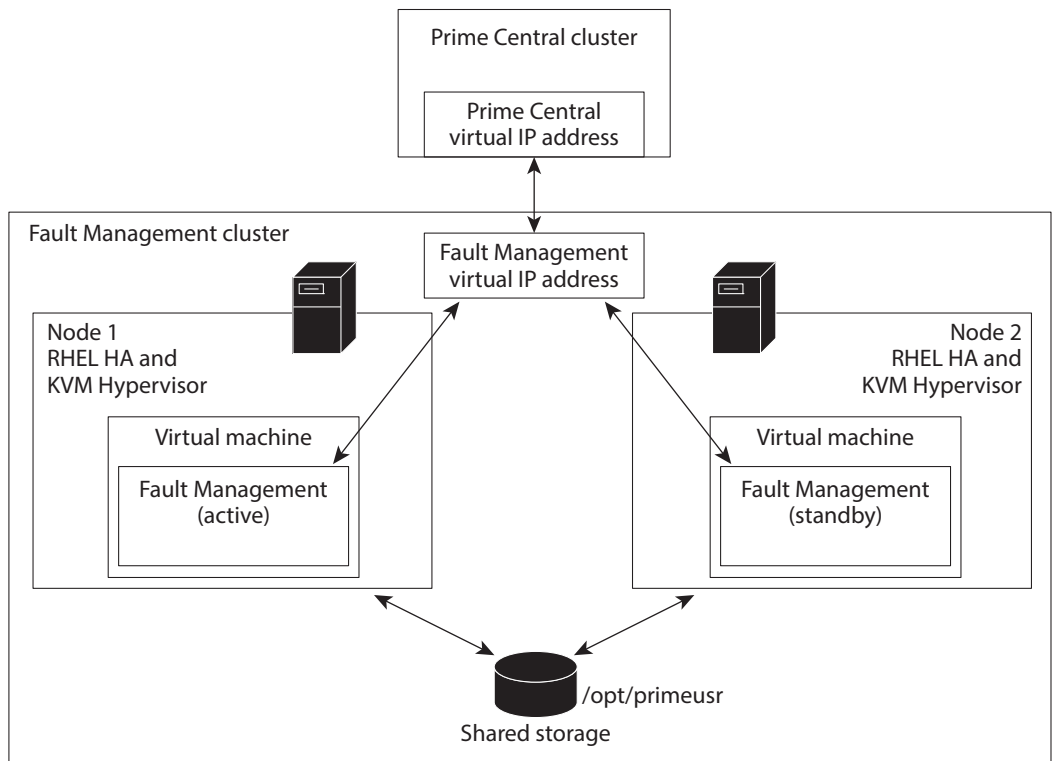 Prime Central cluster
Prime Central
virtual IP address
Fault Management cluster
Fault Management
virtual IP address
Node 1
RHEL HA and
KVM Hypervisor
Node 2
RHEL HA and
KVM Hypervisor
Virtual machine
Fault Management
(active)
Virtual machine
Fault Management
(standby)
/opt/primeusr
Shared storage